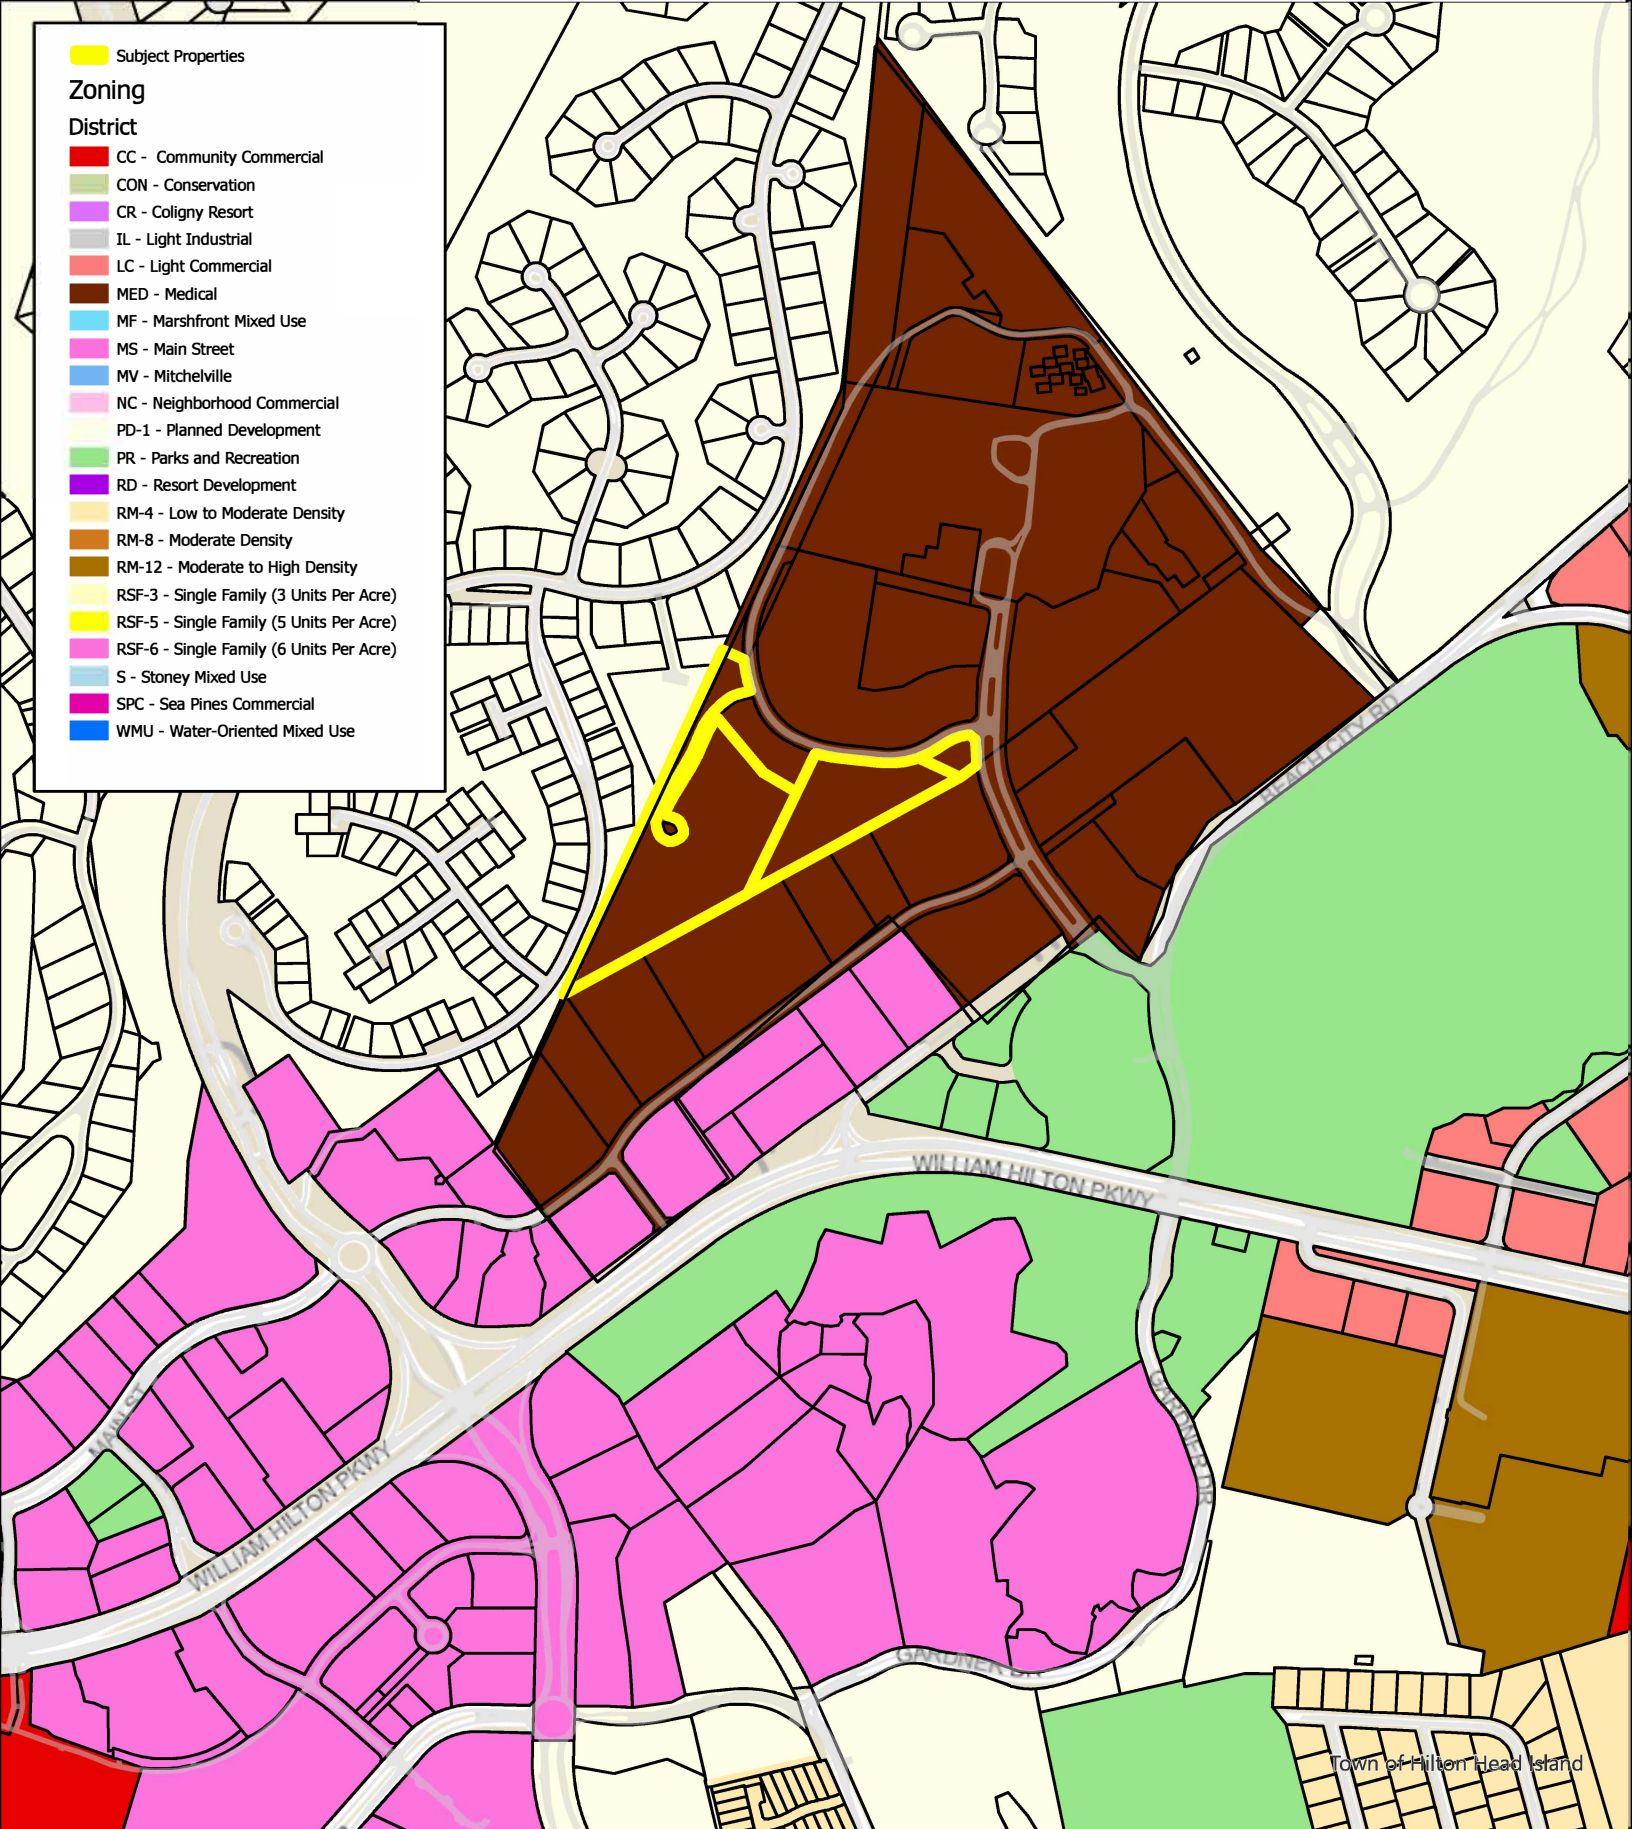 Subject Properties
Zoning
District
CC - Community Commercial
CON - Conservation
CR - Coligny Resort
IL - Light Industrial
LC - Light Commercial
MED - Medical
MF - Marshfront Mixed Use
MS - Main Street
MV - Mitchelville
NC - Neighborhood Commercial
PD-1 - Planned Development
PR - Parks and Recreation
RD - Resort Development
RM-4 - Low to Moderate Density
RM-8 - Moderate Density
RM-12 - Moderate to High Density
RSF-3 - Single Family (3 Units Per Acre)
RSF-5 - Single Family (5 Units Per Acre)
RSF-6 - Single Family (6 Units Per Acre)
S - Stoney Mixed Use
SPC - Sea Pines Commercial
WMU - Water-Oriented Mixed Use
BEACH CITY RD
WILLIAM HILTON PKWY
GARDNER DR
MAIN ST
WILLIAM HILTON PKWY
GARDNER DR
Town of Hilton Head Island